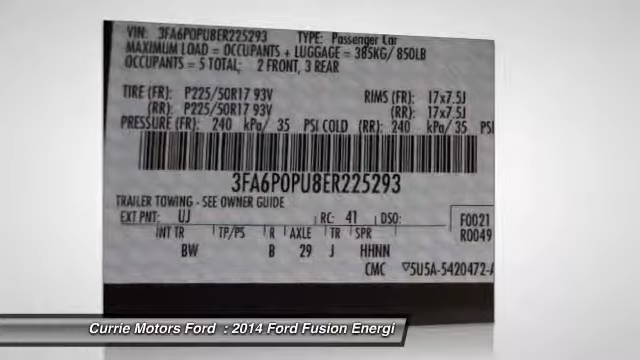 VIN: 3FA6P0PU8ER225293 TYPE: Passenger Car
MAXIMUM LOAD = OCCUPANTS + LUGGAGE = 385KG/ 850LB
OCCUPANTS = 5 TOTAL; 2 FRONT, 3 REAR
TIRE (FR): P225/50R17 93V RIMS (FR): 17x7.5J
(RR): P225/50R17 93V (RR): 17x7.5J
PRESSURE (FR): 240 kPa/ 35 PSI COLD (RR): 240 kPa/ 35 PSI
3FA6P0PU8ER225293
TRAILER TOWING - SEE OWNER GUIDE
EXT PNT: UJ RC: 41 DSO: F0021
INT TR TP/PS R AXLE TR SPR R0049
BW B 29 J HHNN
CMC ▽5U5A-5420472-A
Currie Motors Ford : 2014 Ford Fusion Energi